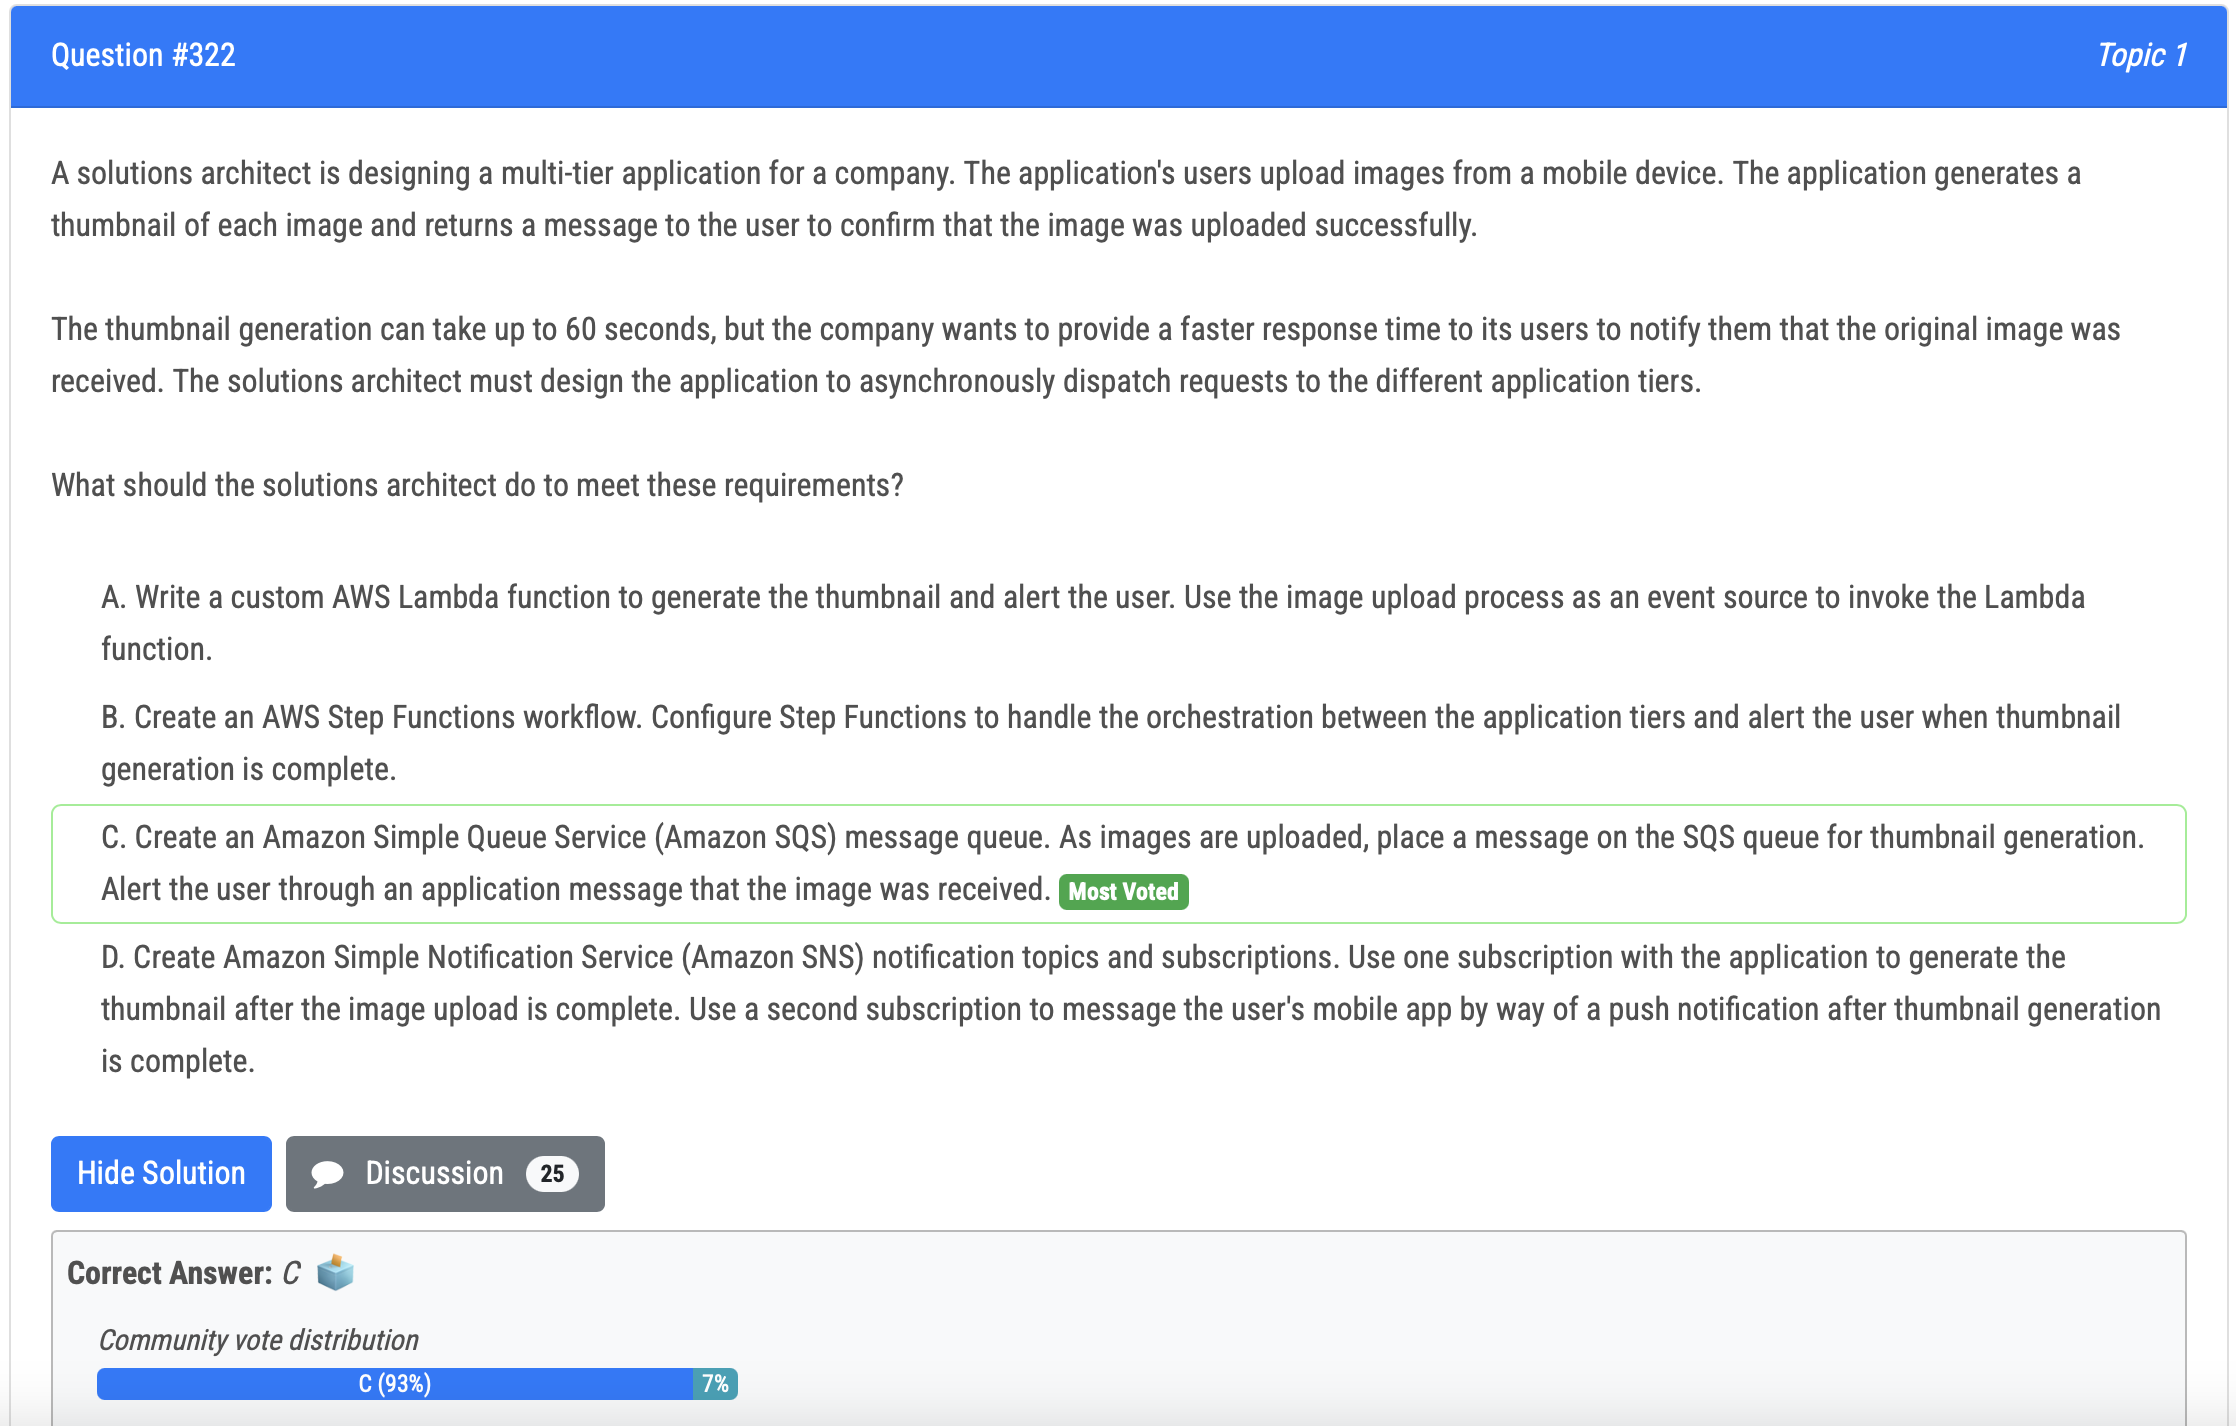 Question #322
Topic 1
A solutions architect is designing a multi-tier application for a company. The application's users upload images from a mobile device. The application generates a
thumbnail of each image and returns a message to the user to confirm that the image was uploaded successfully.
The thumbnail generation can take up to 60 seconds, but the company wants to provide a faster response time to its users to notify them that the original image was
received. The solutions architect must design the application to asynchronously dispatch requests to the different application tiers.
What should the solutions architect do to meet these requirements?
A. Write a custom AWS Lambda function to generate the thumbnail and alert the user. Use the image upload process as an event source to invoke the Lambda
function.
B. Create an AWS Step Functions workflow. Configure Step Functions to handle the orchestration between the application tiers and alert the user when thumbnail
generation is complete.
C. Create an Amazon Simple Queue Service (Amazon SQS) message queue. As images are uploaded, place a message on the SQS queue for thumbnail generation.
Alert the user through an application message that the image was received. Most Voted
D. Create Amazon Simple Notification Service (Amazon SNS) notification topics and subscriptions. Use one subscription with the application to generate the
thumbnail after the image upload is complete. Use a second subscription to message the user's mobile app by way of a push notification after thumbnail generation
is complete.
Hide Solution
Discussion 25
Correct Answer: C
Community vote distribution
C (93%)
7%